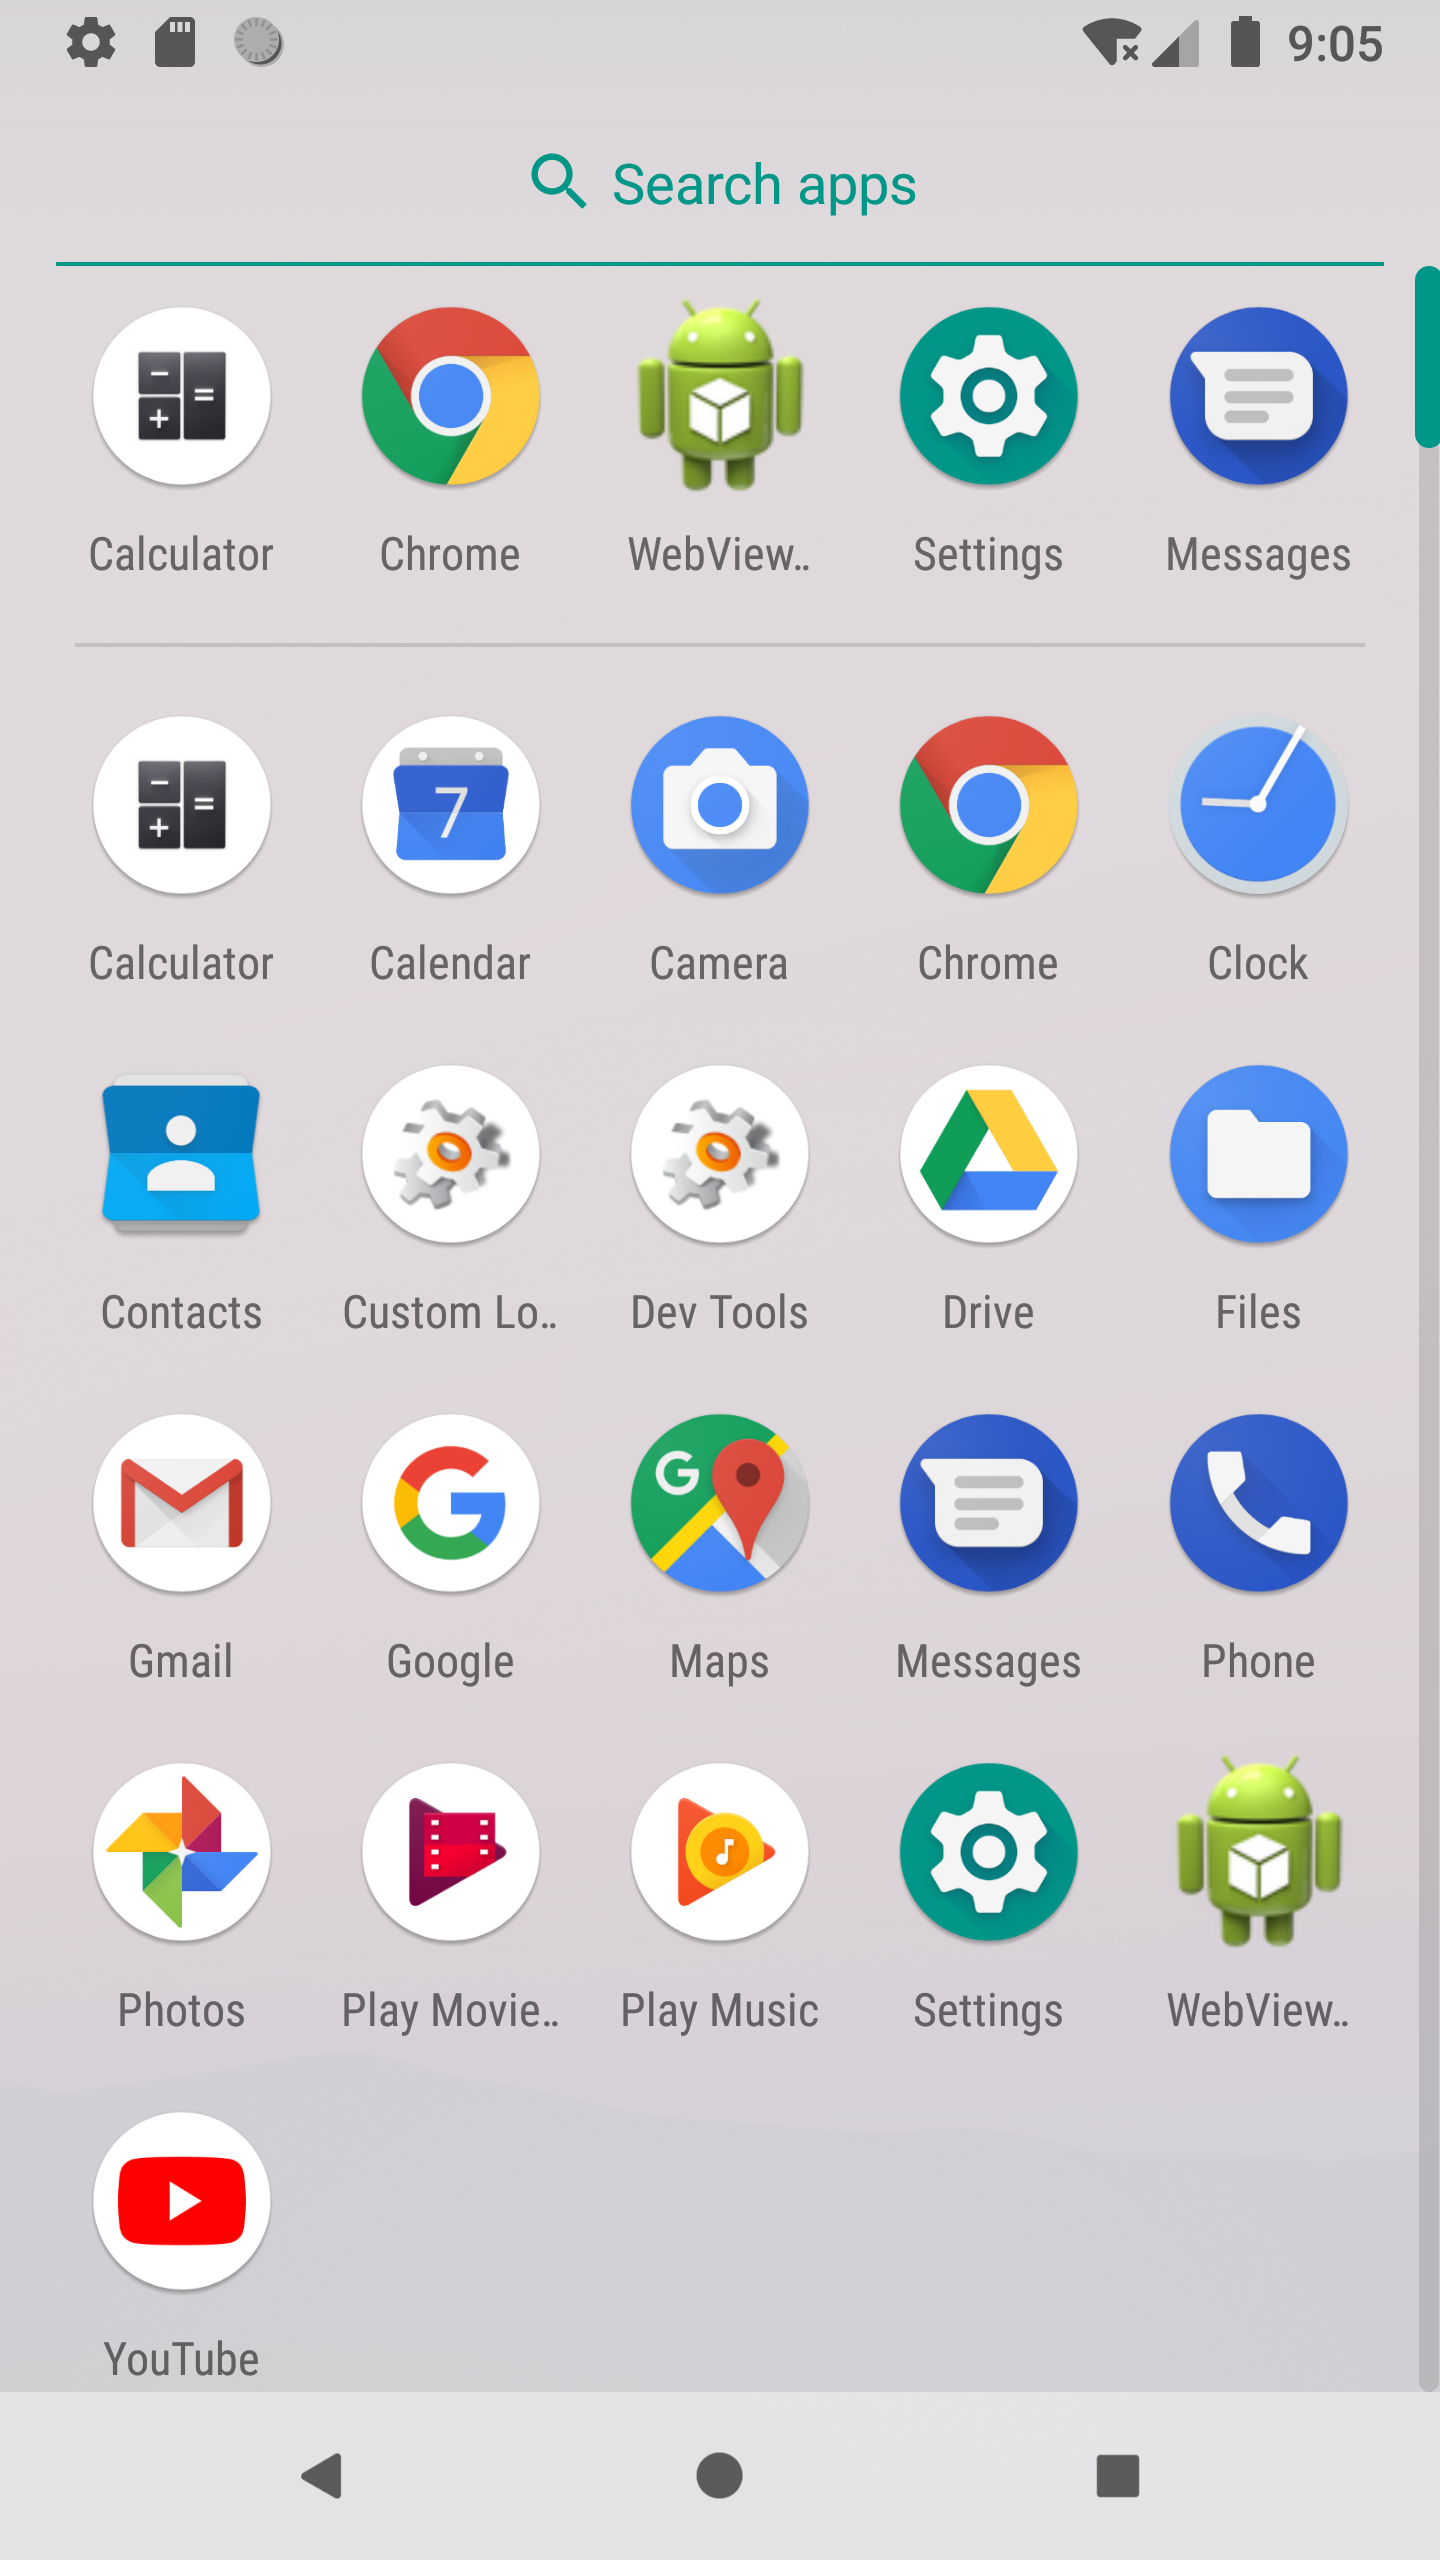 9:05
Search apps
Calculator Chrome WebView… Settings Messages
7
Calculator Calendar Camera Chrome Clock
Contacts Custom Lo… Dev Tools Drive Files
G
Gmail Google Maps Messages Phone
Photos Play Movie… Play Music Settings WebView…
YouTube